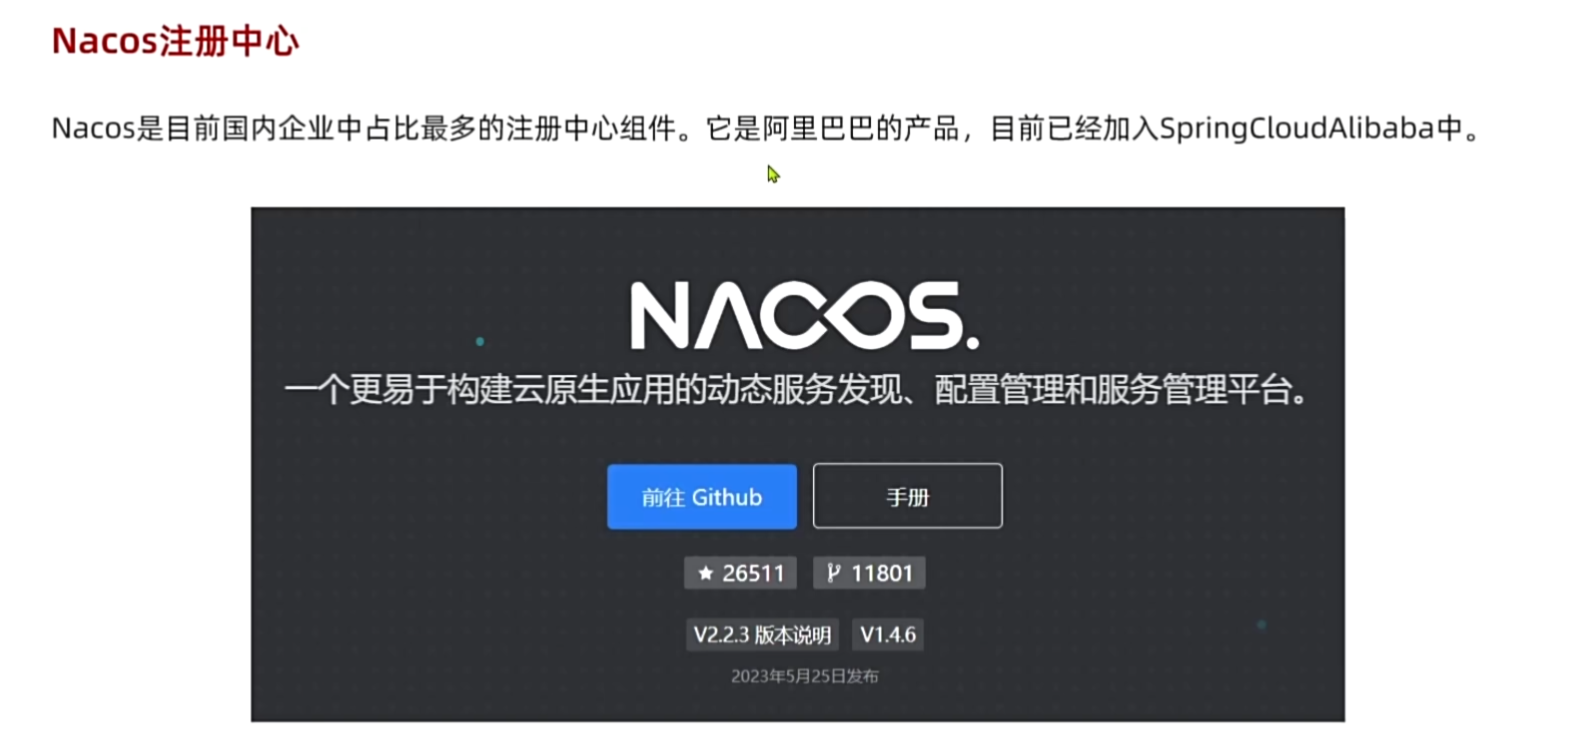 Nacos注册中心
Nacos是目前国内企业中占比最多的注册中心组件。它是阿里巴巴的产品，目前已经加入SpringCloudAlibaba中。
NACOS.
一个更易于构建云原生应用的动态服务发现、配置管理和服务管理平台。
前往 Github 手册
26511 11801
V2.2.3 版本说明 V1.4.6
2023年5月25日发布